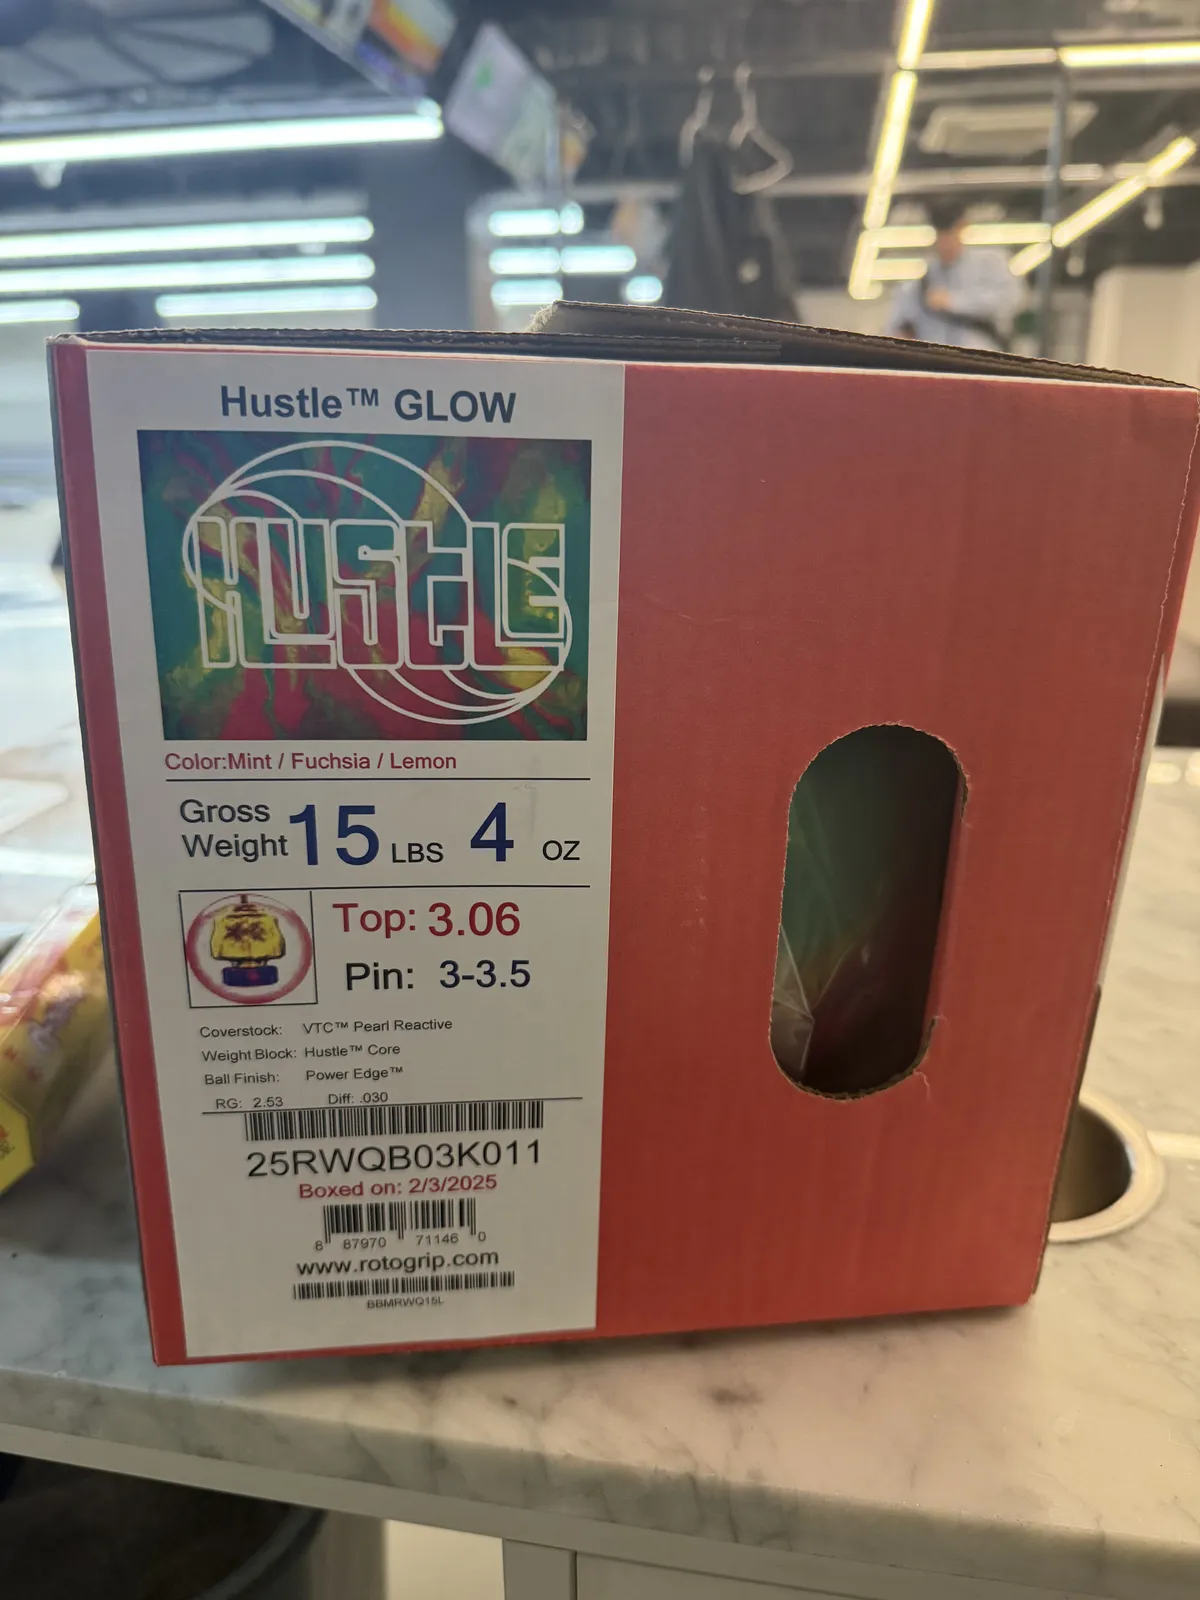 Hustle™ GLOW
HUSTLE
Color:Mint / Fuchsia / Lemon
Gross Weight 15 LBS 4 OZ
Top: 3.06
Pin: 3-3.5
Coverstock: VTC™ Pearl Reactive
Weight Block: Hustle™ Core
Ball Finish: Power Edge™
RG: 2.53 Diff: .030
25RWQB03K011
Boxed on: 2/3/2025
8 87970 71146 0
www.rotogrip.com
BBMRWQ15L